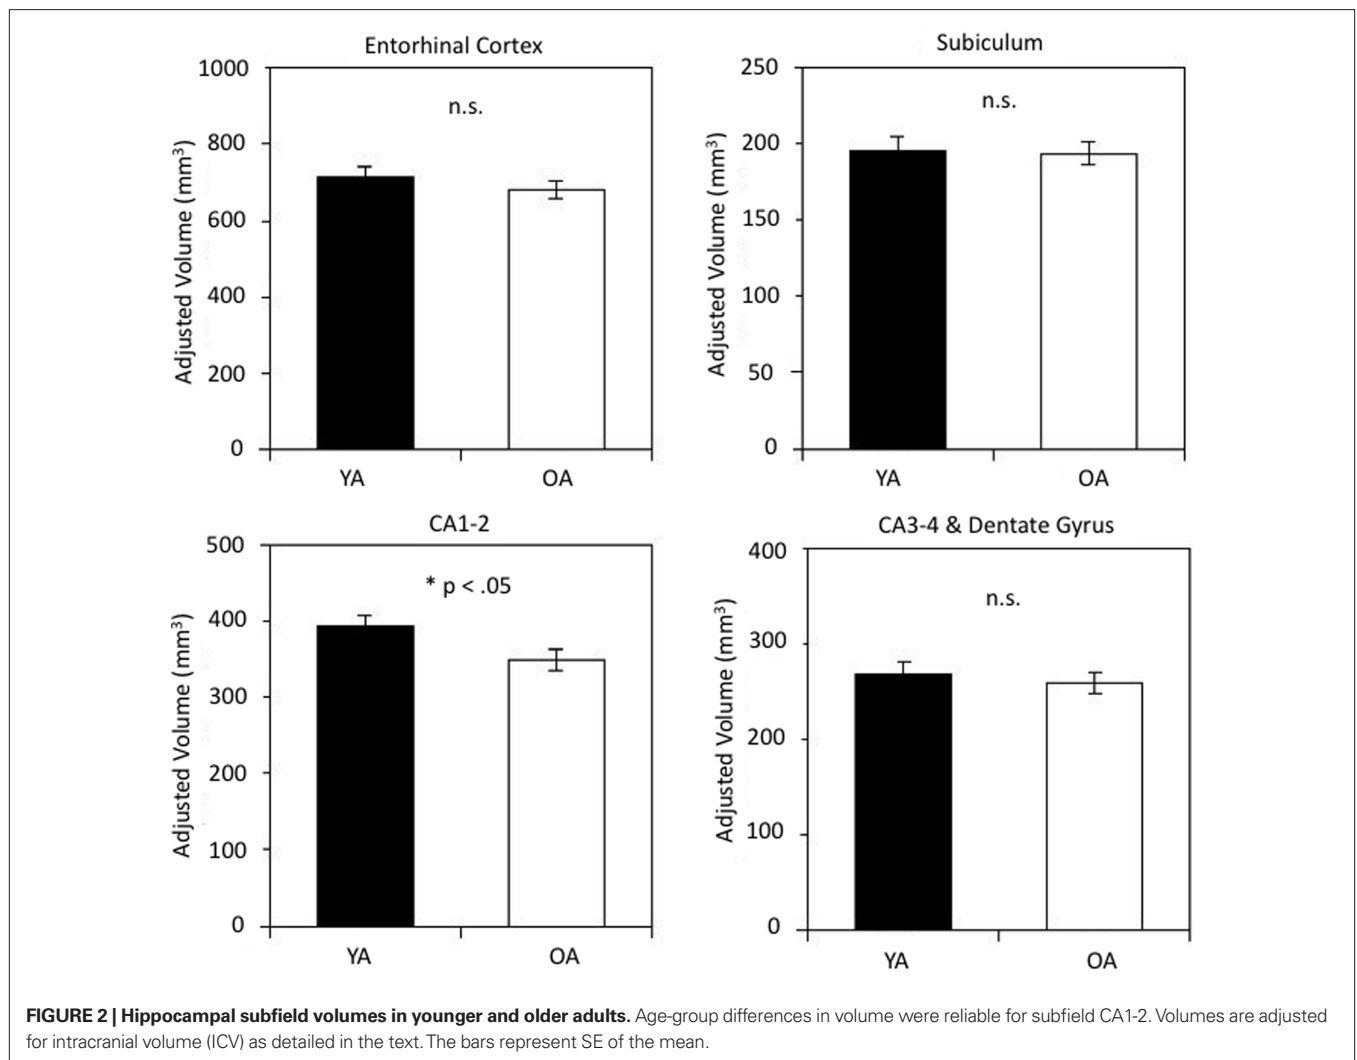 Entorhinal Cortex
1000
800
600
400
200
0
Adjusted Volume (mm³)
n.s.
YA OA
Subiculum
250
200
150
100
50
0
Adjusted Volume (mm³)
n.s.
YA OA
CA1-2
500
400
300
200
100
0
Adjusted Volume (mm³)
* p < .05
YA OA
CA3-4 & Dentate Gyrus
400
300
200
100
0
Adjusted Volume (mm³)
n.s.
YA OA
FIGURE 2 | Hippocampal subfield volumes in younger and older adults. Age-group differences in volume were reliable for subfield CA1-2. Volumes are adjusted
for intracranial volume (ICV) as detailed in the text. The bars represent SE of the mean.